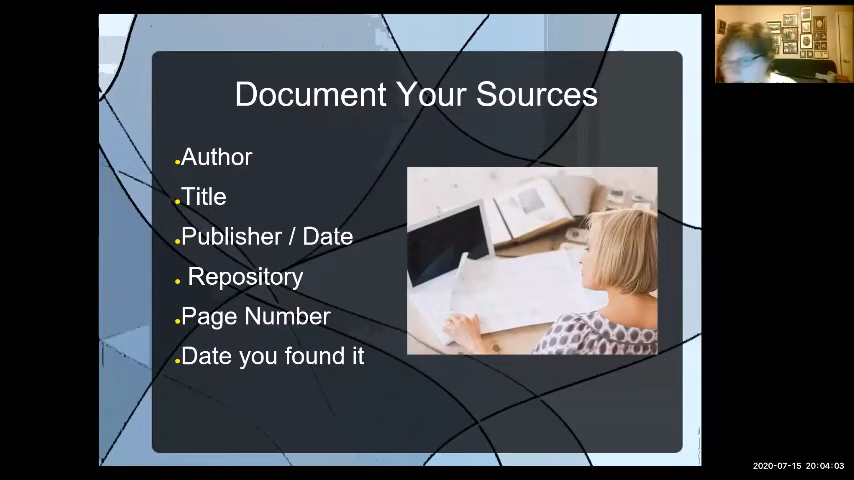 Document Your Sources
Author
Title
Publisher / Date
Repository
Page Number
Date you found it
2020-07-15 20:04:03